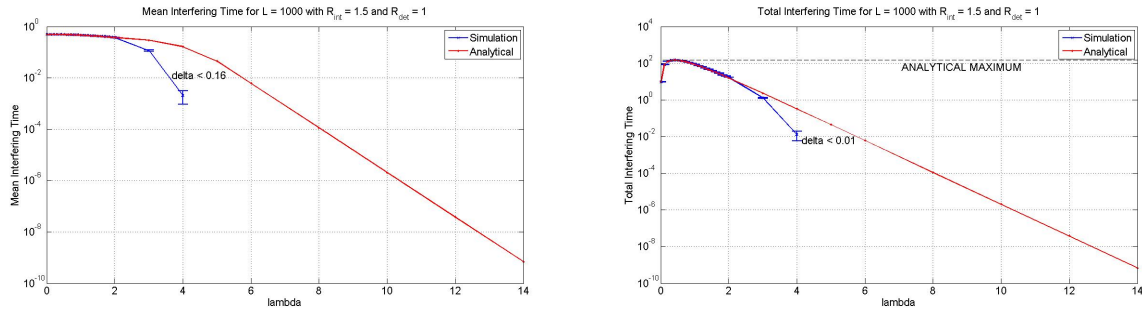 Mean Interfering Time for L = 1000 with R_int = 1.5 and R_det = 1
10^0
10^-2
10^-4
10^-6
10^-8
10^-10
Mean Interfering Time
0 2 4 6 8 10 12 14
lambda
delta < 0.16
Simulation
Analytical
Total Interfering Time for L = 1000 with R_int = 1.5 and R_det = 1
10^4
10^2
10^0
10^-2
10^-4
10^-6
10^-8
10^-10
Total Interfering Time
0 2 4 6 8 10 12 14
lambda
delta < 0.01
ANALYTICAL MAXIMUM
Simulation
Analytical